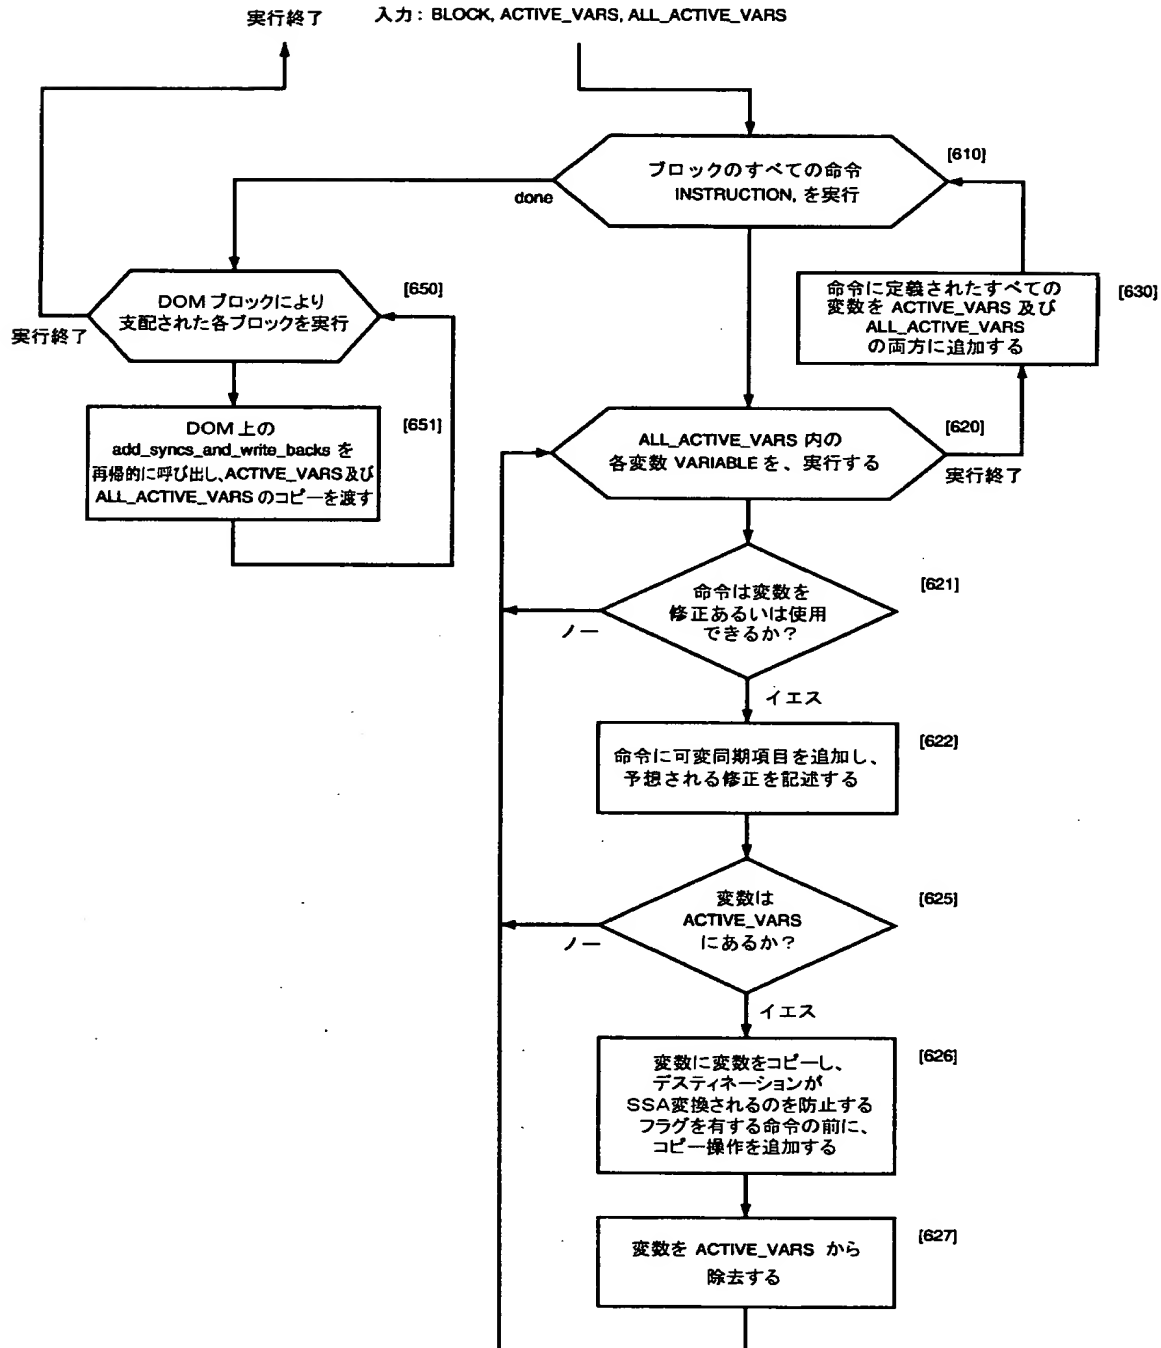 実行終了
入力: BLOCK, ACTIVE_VARS, ALL_ACTIVE_VARS
ブロックのすべての命令
INSTRUCTION, を実行
[610]
done
DOM ブロックにより
支配された各ブロックを実行
[650]
実行終了
命令に定義されたすべての
変数を ACTIVE_VARS 及び
ALL_ACTIVE_VARS
の両方に追加する
[630]
DOM 上の
add_syncs_and_write_backs を
再帰的に呼び出し、ACTIVE_VARS及び
ALL_ACTIVE_VARS のコピーを渡す
[651]
ALL_ACTIVE_VARS 内の
各変数 VARIABLE を、実行する
[620]
実行終了
命令は変数を
修正あるいは使用
できるか?
[621]
ノー
イエス
命令に可変同期項目を追加し、
予想される修正を記述する
[622]
変数は
ACTIVE_VARS
にあるか?
[625]
ノー
イエス
変数に変数をコピーし、
デスティネーションが
SSA変換されるのを防止する
フラグを有する命令の前に、
コピー操作を追加する
[626]
変数を ACTIVE_VARS から
除去する
[627]